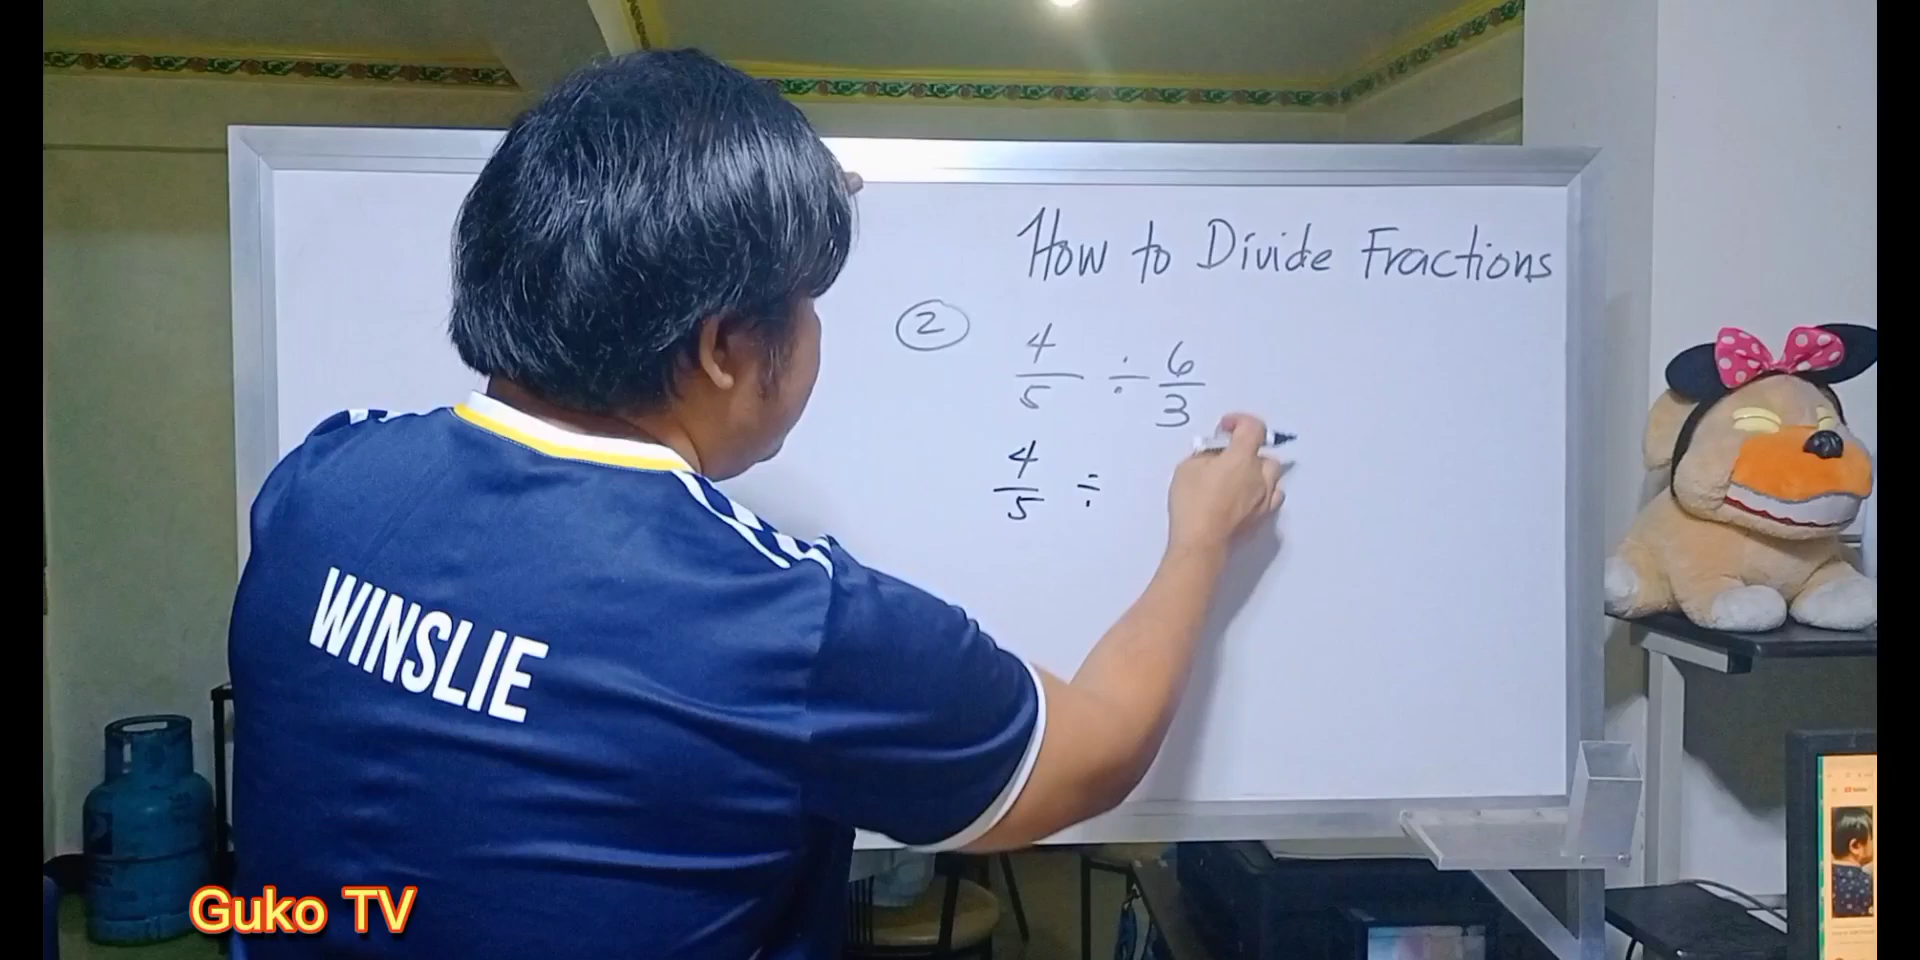 How to Divide Fractions
2
4/5 ÷ 6/3
4/5 ÷
WINSLIE
Guko TV